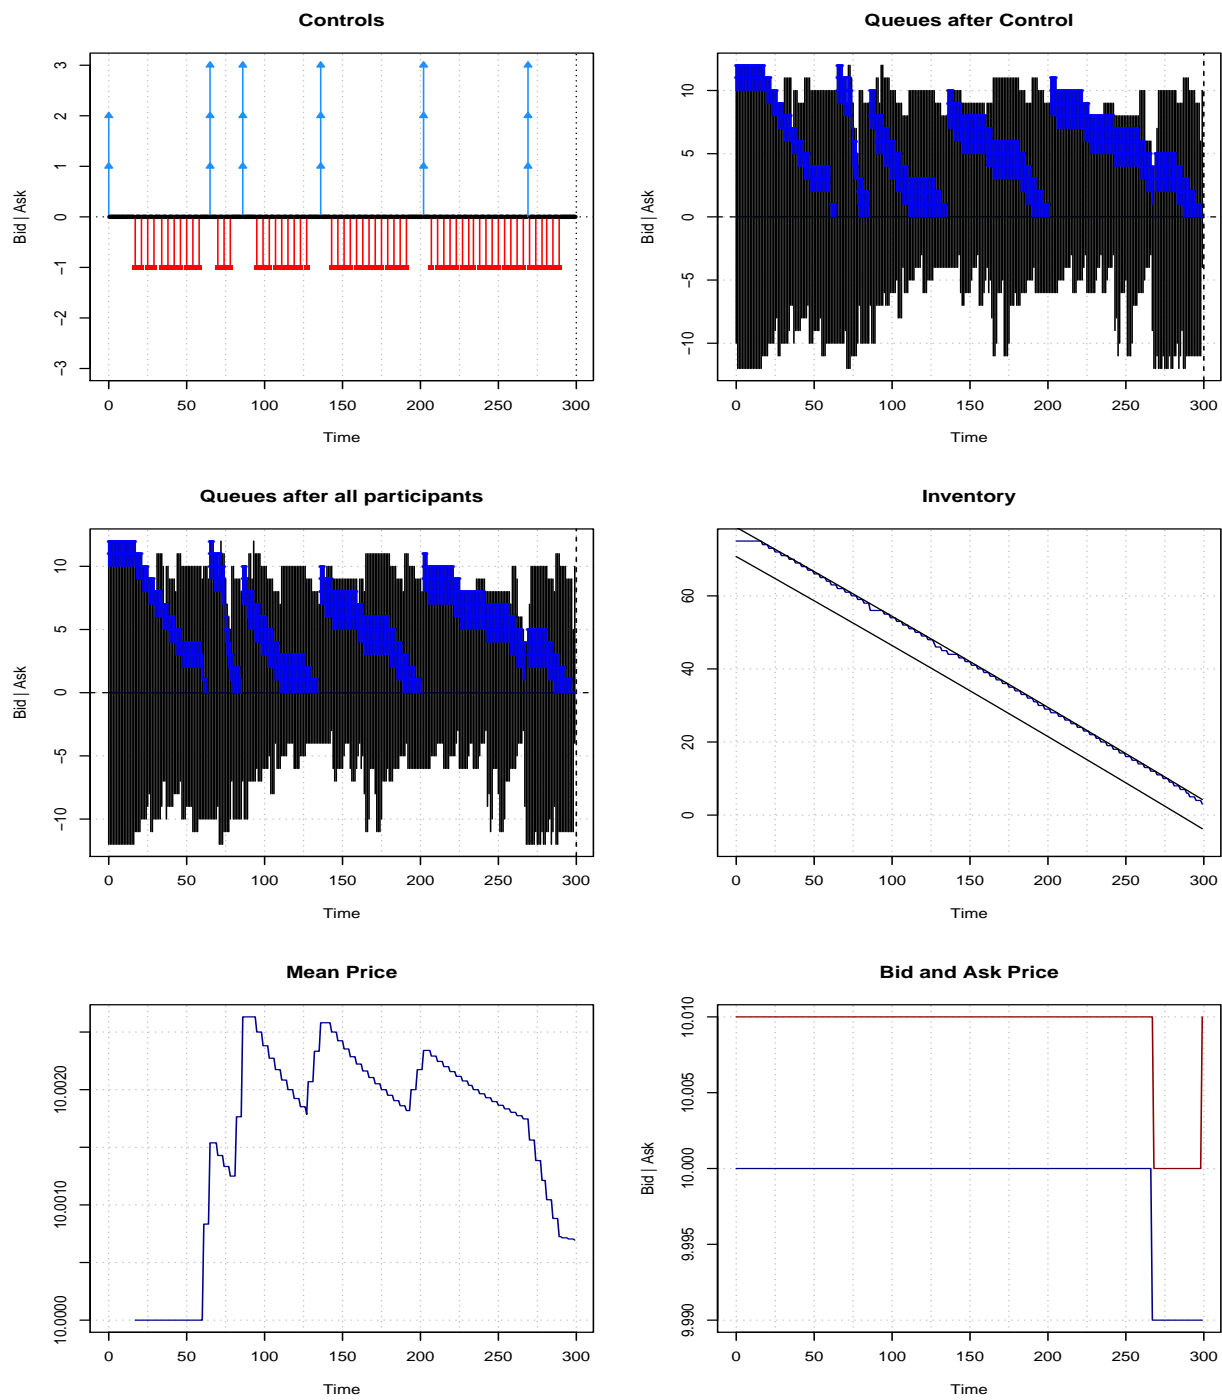 Controls
Bid | Ask
3
2
1
0
−1
−2
−3
0 50 100 150 200 250 300
Time
Queues after Control
Bid | Ask
10
5
0
−5
−10
0 50 100 150 200 250 300
Time
Queues after all participants
Bid | Ask
10
5
0
−5
−10
0 50 100 150 200 250 300
Time
Inventory
60
40
20
0
0 50 100 150 200 250 300
Time
Mean Price
10.0020
10.0010
10.0000
0 50 100 150 200 250 300
Time
Bid and Ask Price
Bid | Ask
10.010
10.005
10.000
9.995
9.990
0 50 100 150 200 250 300
Time